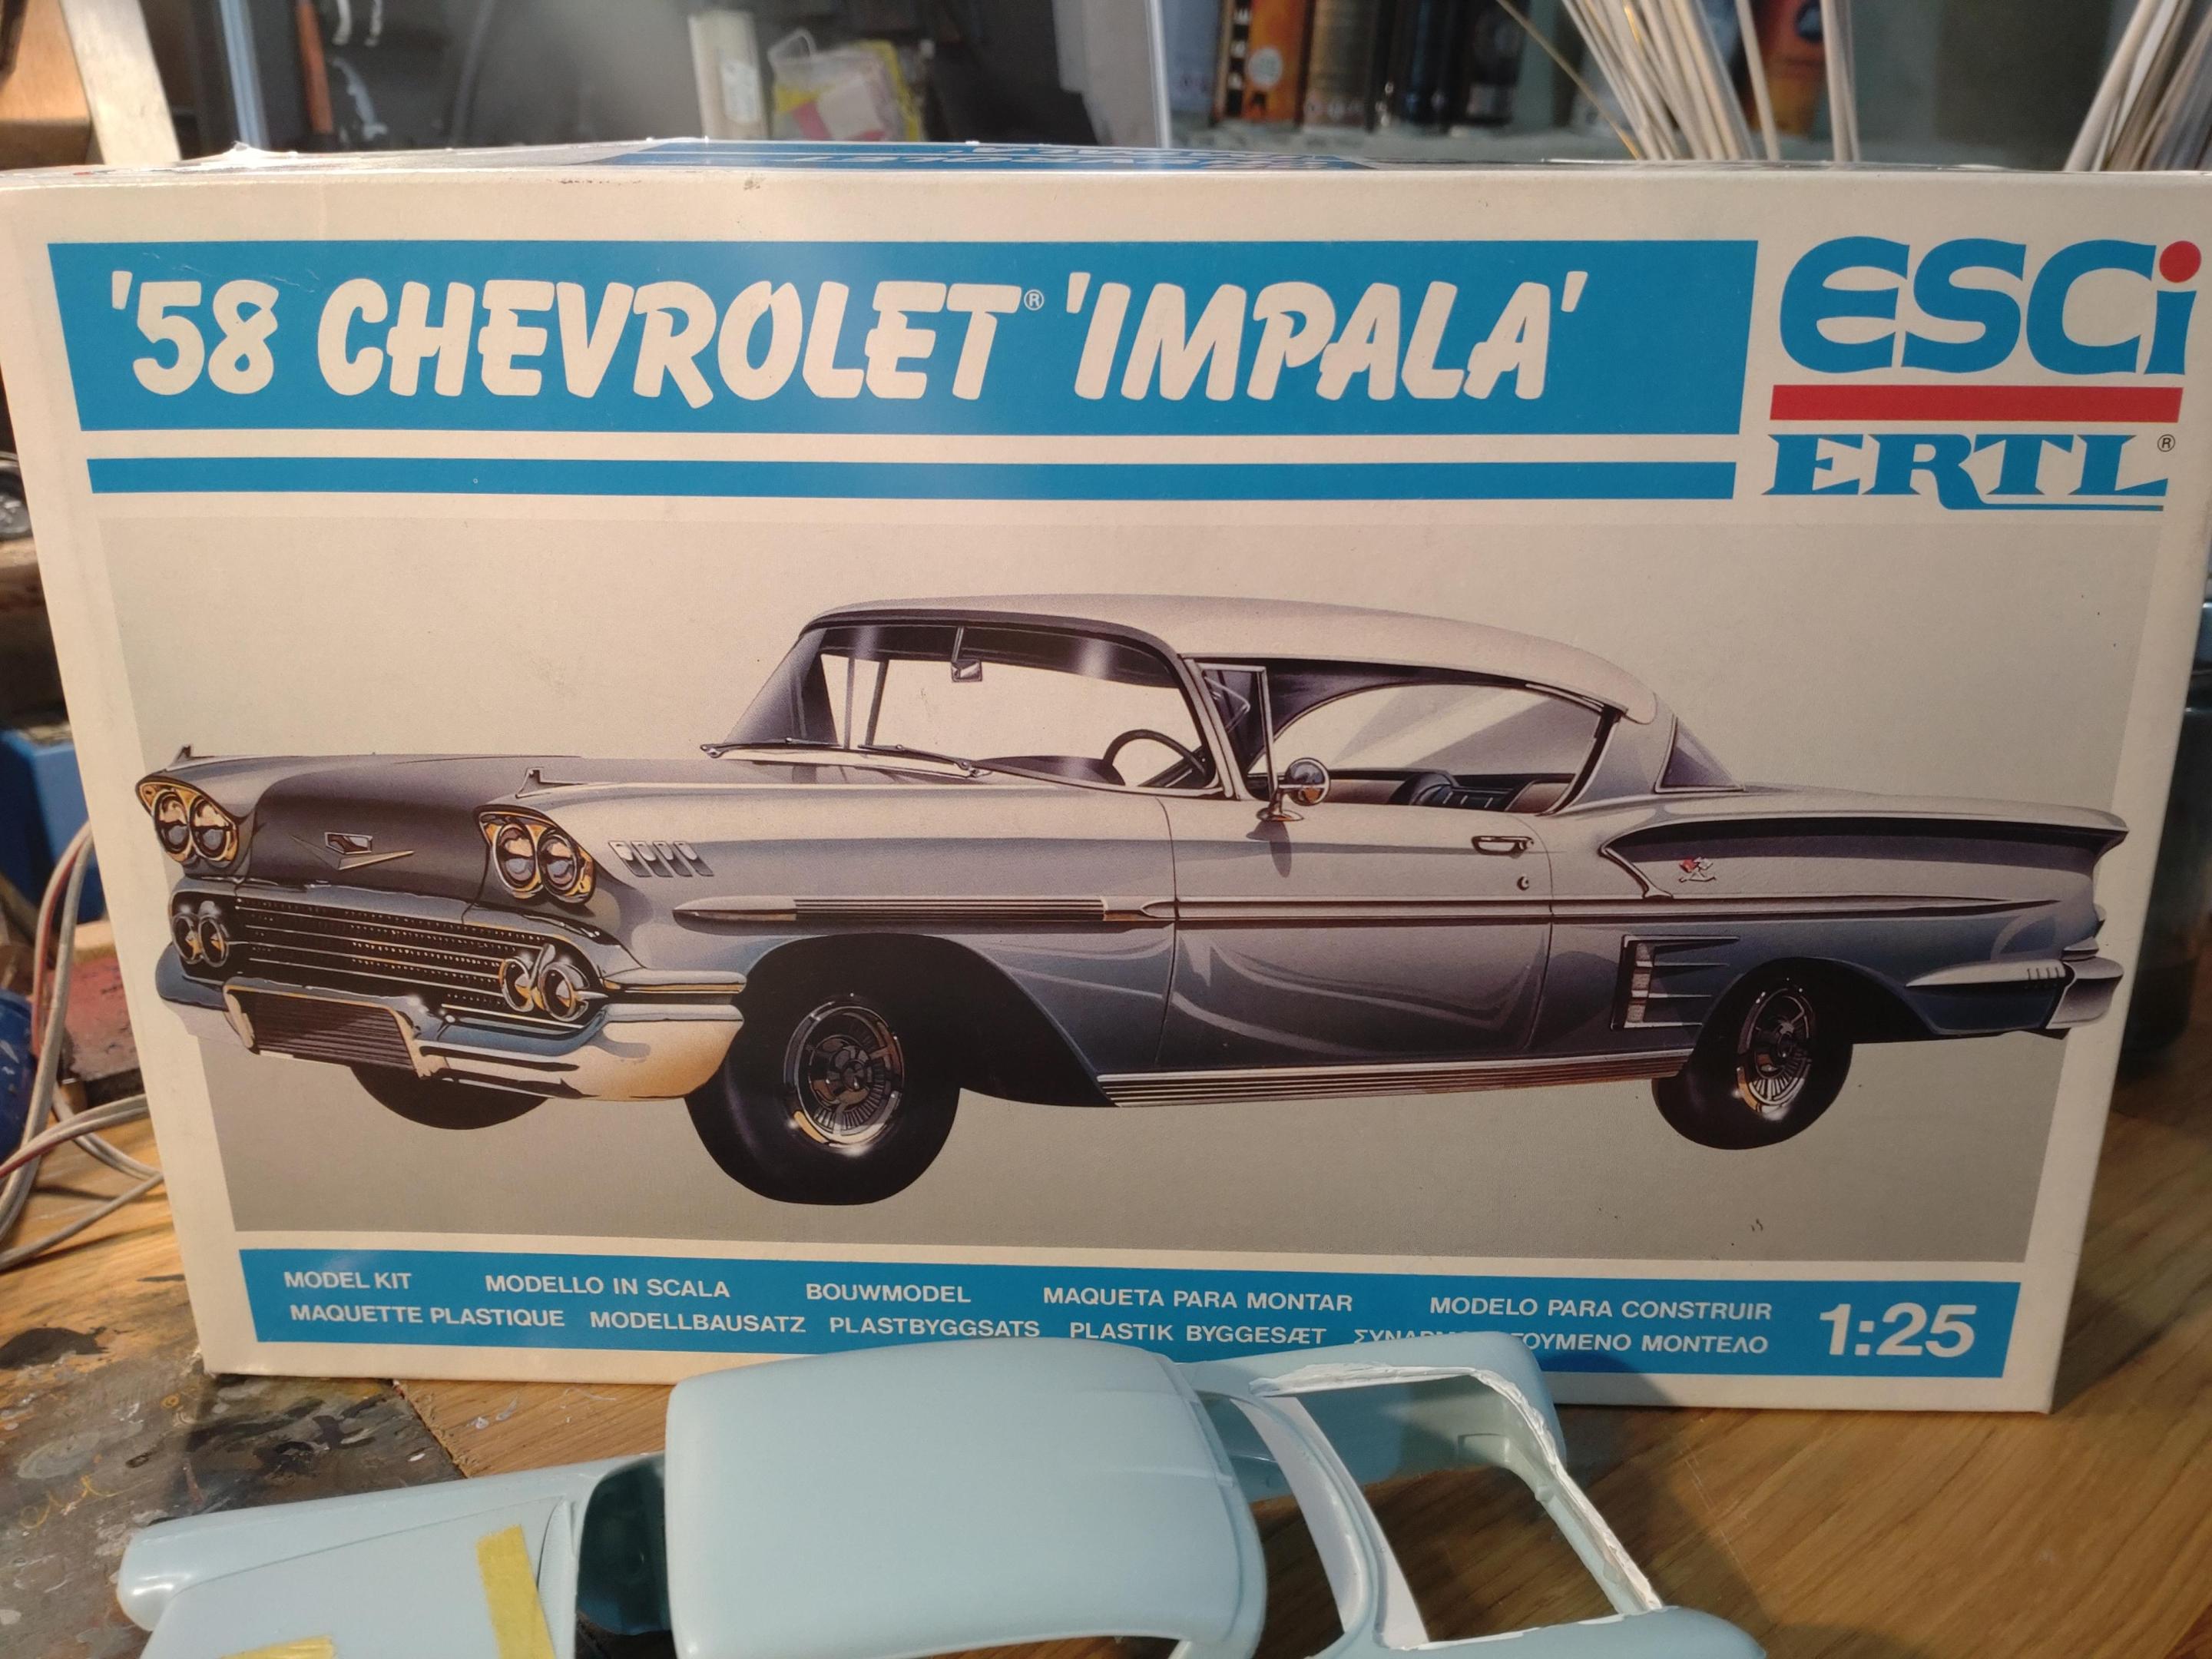 '58 CHEVROLET® 'IMPALA'
ESCi
ERTL®
MODEL KIT MODELLO IN SCALA BOUWMODEL MAQUETA PARA MONTAR MODELO PARA CONSTRUIR
MAQUETTE PLASTIQUE MODELLBAUSATZ PLASTBYGGSATS PLASTIK BYGGESÆT ΜΟΝΤΕΛΟ
1:25